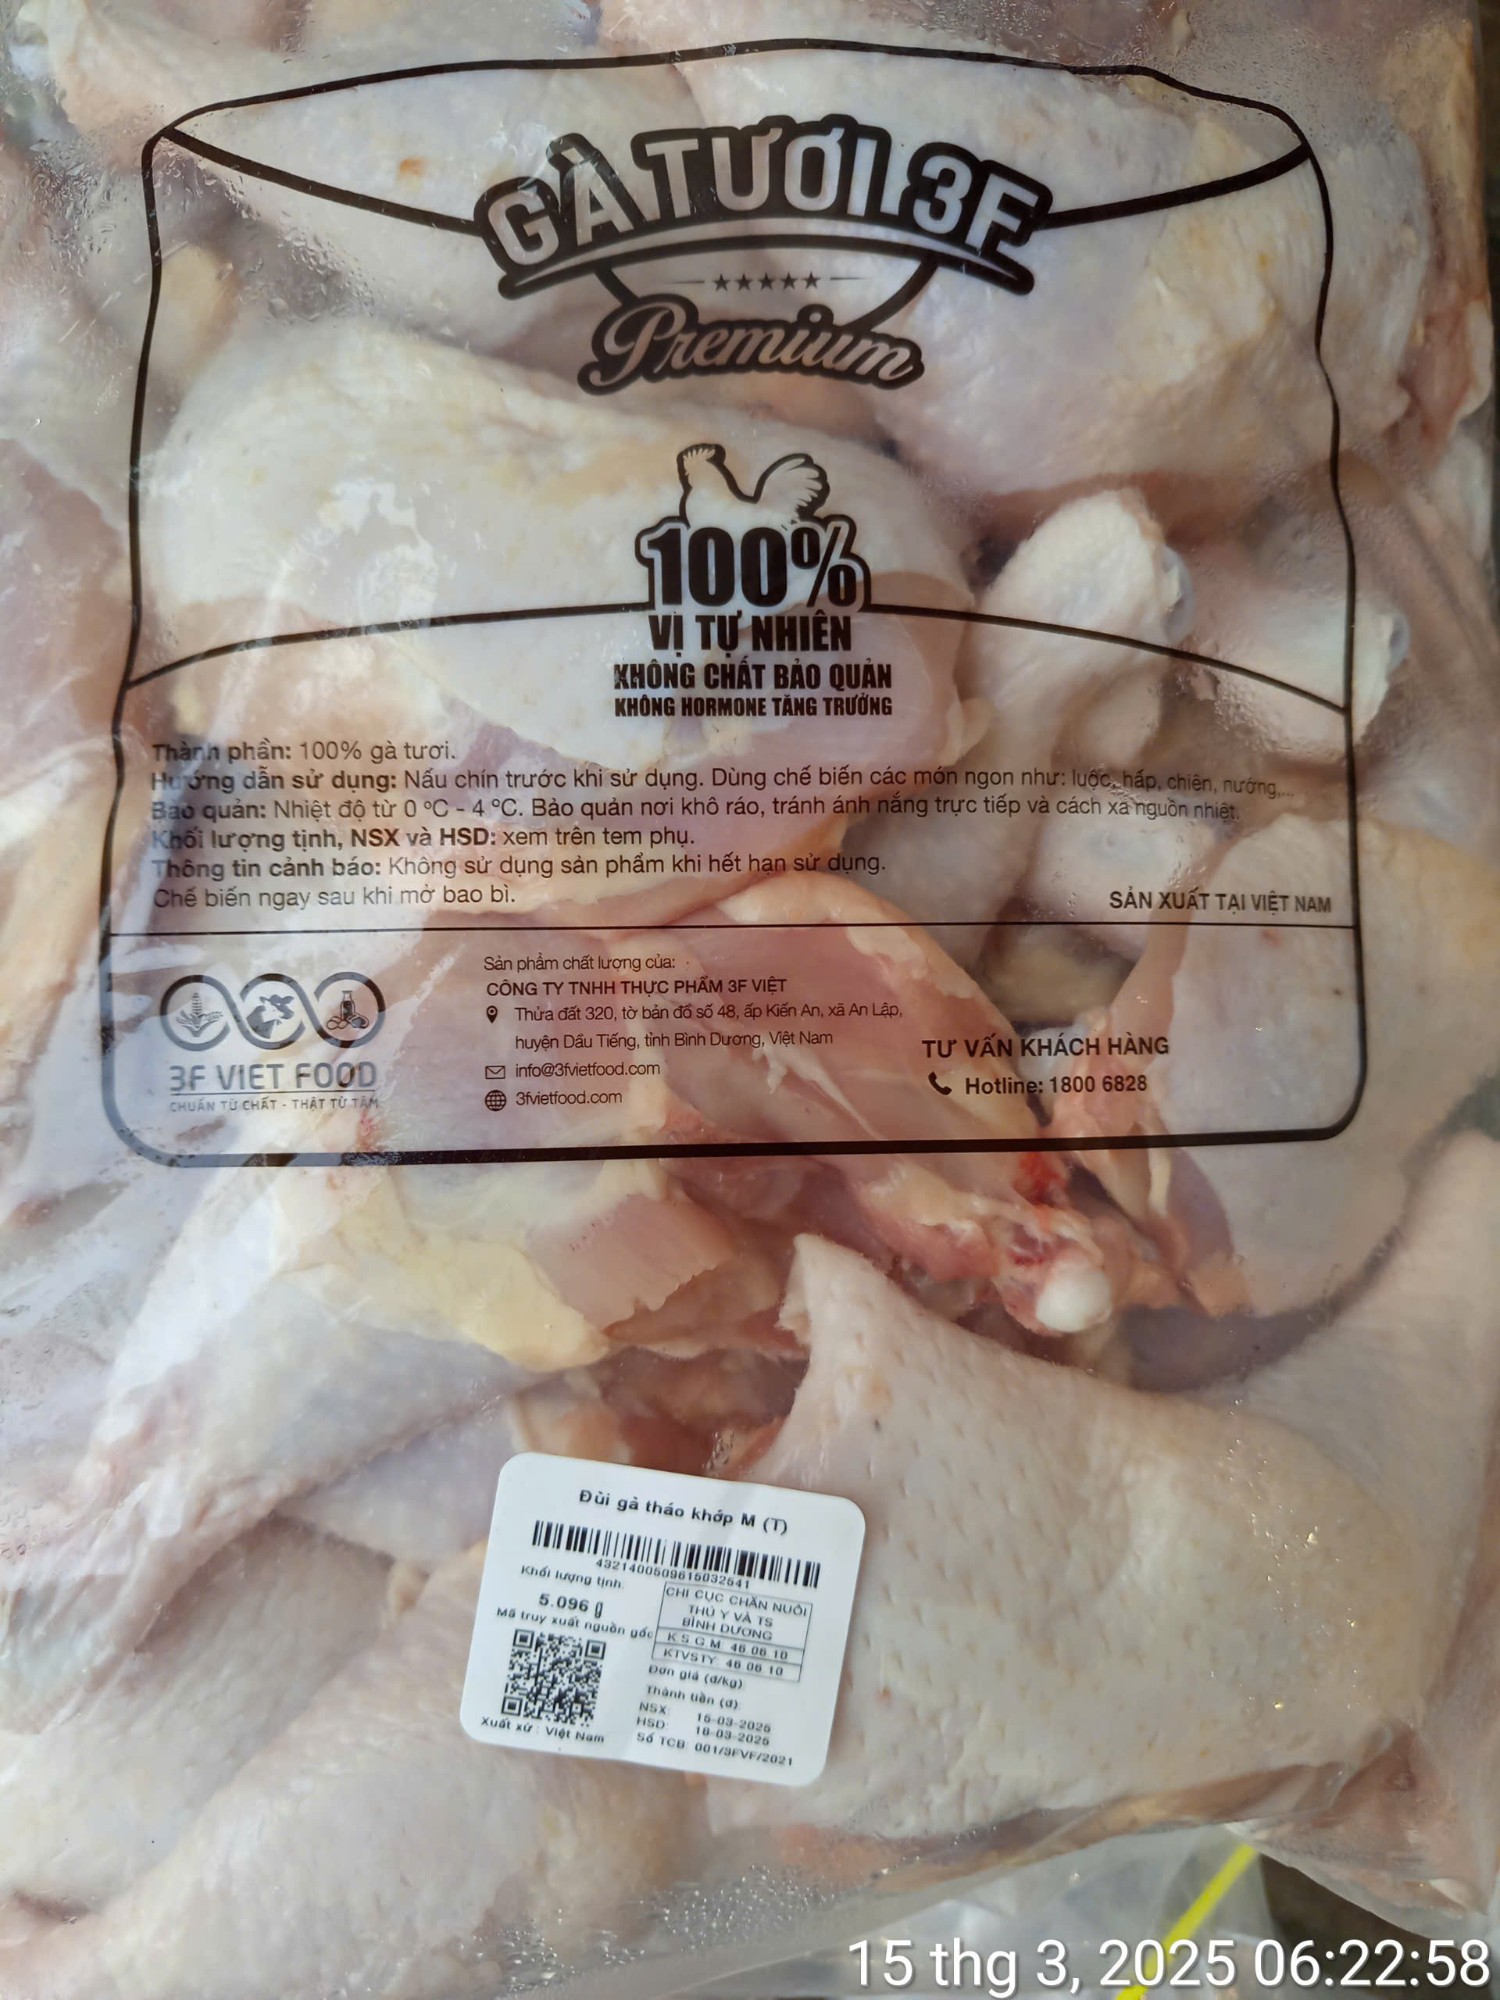 GÀ TƯƠI 3F
Premium
100%
VỊ TỰ NHIÊN
KHÔNG CHẤT BẢO QUẢN
KHÔNG HORMONE TĂNG TRƯỞNG
Thành phần: 100% gà tươi.
Hướng dẫn sử dụng: Nấu chín trước khi sử dụng. Dùng chế biến các món ngon như: luộc, hấp, chiên, nướng,...
Bảo quản: Nhiệt độ từ 0 ºC - 4 ºC. Bảo quản nơi khô ráo, tránh ánh nắng trực tiếp và cách xa nguồn nhiệt.
Khối lượng tịnh, NSX và HSD: xem trên tem phụ.
Thông tin cảnh báo: Không sử dụng sản phẩm khi hết hạn sử dụng.
Chế biến ngay sau khi mở bao bì.
SẢN XUẤT TẠI VIỆT NAM
3F VIET FOOD
CHUẨN TỪ CHẤT - THẬT TỪ TÂM
Sản phẩm chất lượng của:
CÔNG TY TNHH THỰC PHẨM 3F VIỆT
Thửa đất 320, tờ bản đồ số 48, ấp Kiến An, xã An Lập,
huyện Dầu Tiếng, tỉnh Bình Dương, Việt Nam
info@3fvietfood.com
3fvietfood.com
TƯ VẤN KHÁCH HÀNG
Hotline: 1800 6828
Đùi gà tháo khớp M (T)
4321400509615032541
Khối lượng tịnh:
5.096 g
Mã truy xuất nguồn gốc
Xuất xứ : Việt Nam
CHI CỤC CHĂN NUÔI
THÚ Y VÀ TS
BÌNH DƯƠNG
K S G M: 46 06 10
KTVSTY: 46 06 10
Đơn giá (đ/kg)
Thành tiền (đ)
NSX: 15-03-2025
HSD: 18-03-2025
Số TCB: 001/3FVF/2021
15 thg 3, 2025 06:22:58